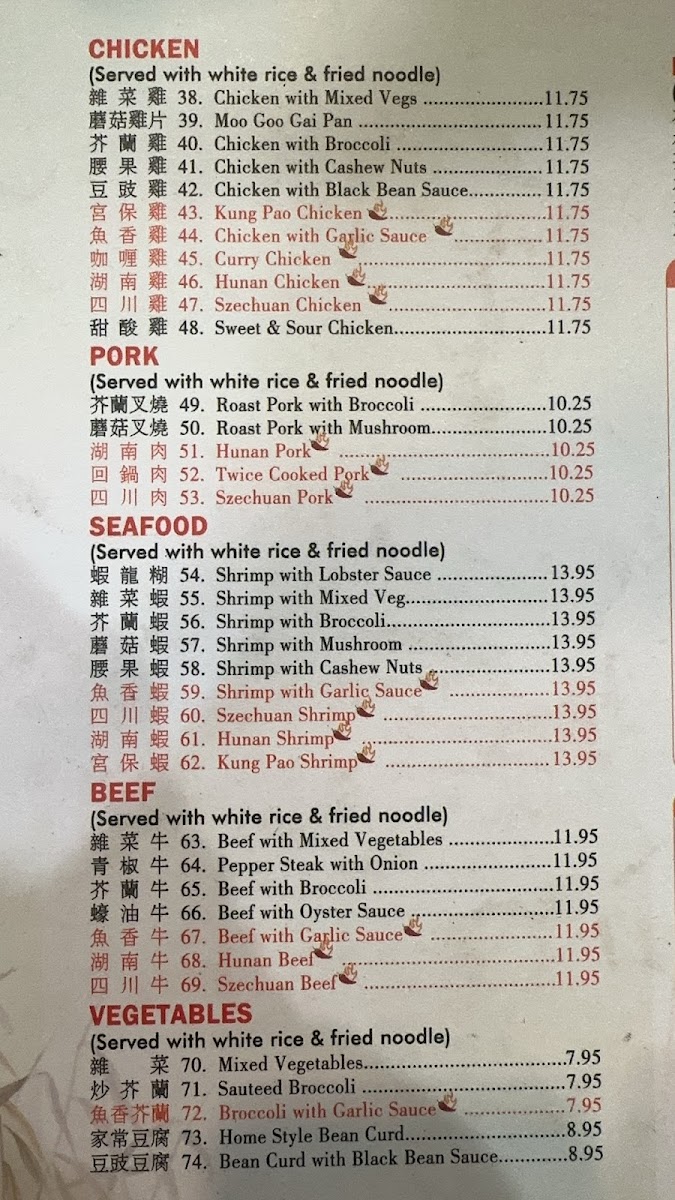 CHICKEN
(Served with white rice & fried noodle)
雜菜雞 38. Chicken with Mixed Vegs ....................11.75
蘑菇雞片 39. Moo Goo Gai Pan ..............................11.75
芥蘭雞 40. Chicken with Broccoli .........................11.75
腰果雞 41. Chicken with Cashew Nuts ..................11.75
豆豉雞 42. Chicken with Black Bean Sauce............11.75
宮保雞 43. Kung Pao Chicken .........................11.75
魚香雞 44. Chicken with Garlic Sauce ..............11.75
咖喱雞 45. Curry Chicken ..............................11.75
湖南雞 46. Hunan Chicken ............................11.75
四川雞 47. Szechuan Chicken .........................11.75
甜酸雞 48. Sweet & Sour Chicken.........................11.75
PORK
(Served with white rice & fried noodle)
芥蘭叉燒 49. Roast Pork with Broccoli ....................10.25
蘑菇叉燒 50. Roast Pork with Mushroom...................10.25
湖南肉 51. Hunan Pork ..................................10.25
回鍋肉 52. Twice Cooked Pork ........................10.25
四川肉 53. Szechuan Pork ..............................10.25
SEAFOOD
(Served with white rice & fried noodle)
蝦龍糊 54. Shrimp with Lobster Sauce ..................13.95
雜菜蝦 55. Shrimp with Mixed Veg.......................13.95
芥蘭蝦 56. Shrimp with Broccoli...........................13.95
蘑菇蝦 57. Shrimp with Mushroom .......................13.95
腰果蝦 58. Shrimp with Cashew Nuts ....................13.95
魚香蝦 59. Shrimp with Garlic Sauce ................13.95
四川蝦 60. Szechuan Shrimp ...........................13.95
湖南蝦 61. Hunan Shrimp ...............................13.95
宮保蝦 62. Kung Pao Shrimp ...........................13.95
BEEF
(Served with white rice & fried noodle)
雜菜牛 63. Beef with Mixed Vegetables .................11.95
青椒牛 64. Pepper Steak with Onion .....................11.95
芥蘭牛 65. Beef with Broccoli ..............................11.95
蠔油牛 66. Beef with Oyster Sauce .......................11.95
魚香牛 67. Beef with Garlic Sauce ....................11.95
湖南牛 68. Hunan Beef ..................................11.95
四川牛 69. Szechuan Beef ...............................11.95
VEGETABLES
(Served with white rice & fried noodle)
雜菜 70. Mixed Vegetables.................................7.95
炒芥蘭 71. Sauteed Broccoli .................................7.95
魚香芥蘭 72. Broccoli with Garlic Sauce .................7.95
家常豆腐 73. Home Style Bean Curd..........................8.95
豆豉豆腐 74. Bean Curd with Black Bean Sauce............8.95